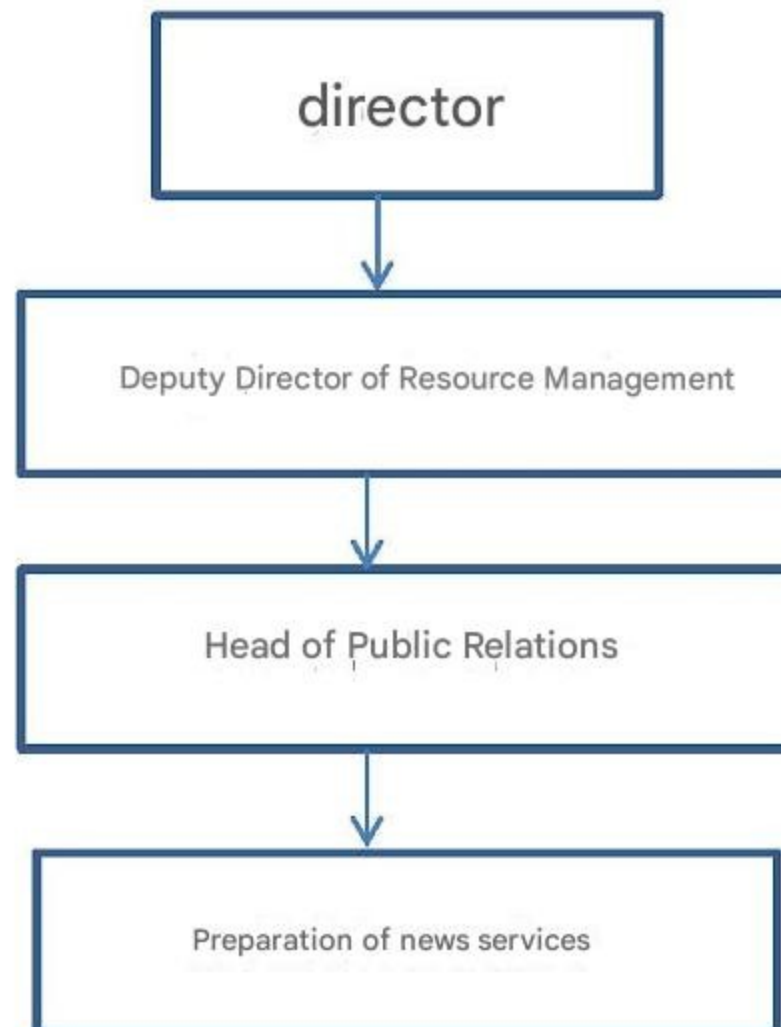 director
Deputy Director of Resource Management
Head of Public Relations
Preparation of news services